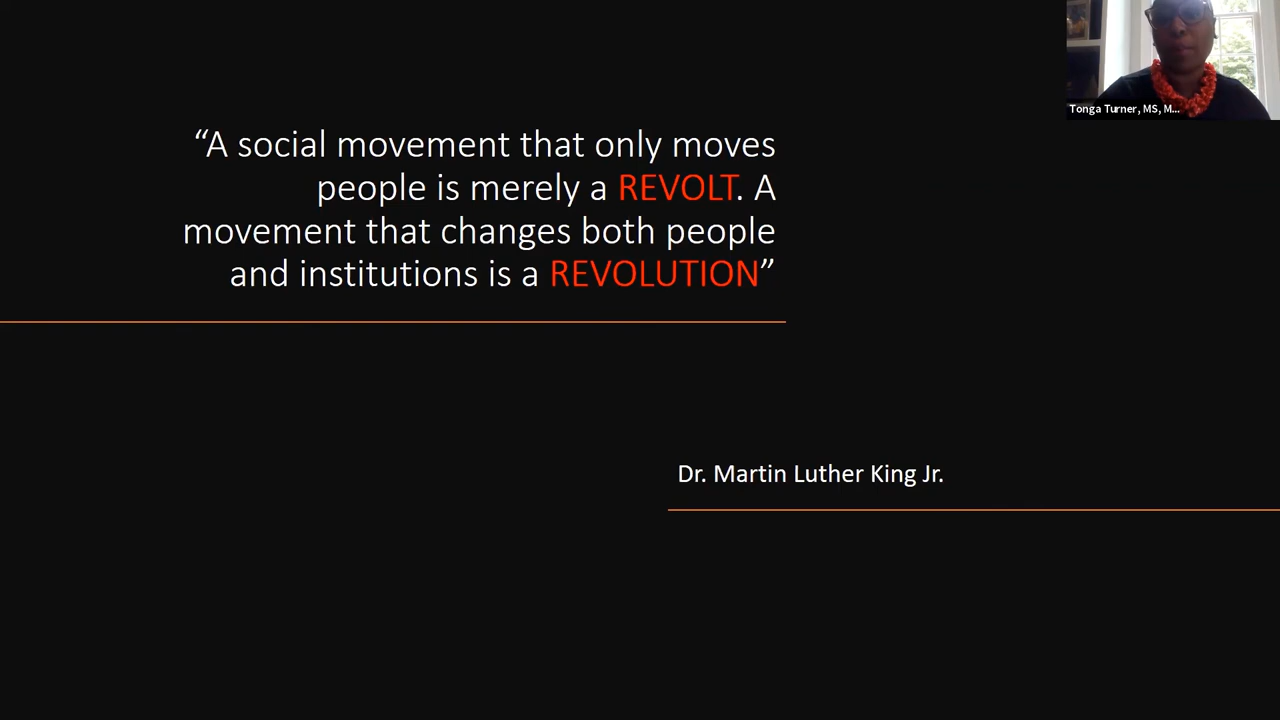 Tonga Turner, MS, M...
“A social movement that only moves
people is merely a REVOLT. A
movement that changes both people
and institutions is a REVOLUTION”
Dr. Martin Luther King Jr.